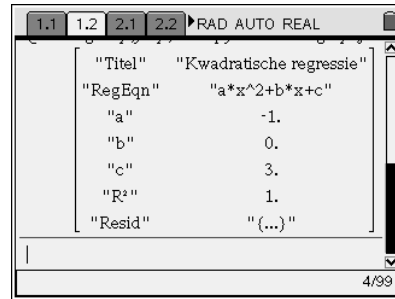 1.1 1.2 2.1 2.2 RAD AUTO REAL
"Titel" "Kwadratische regressie"
"RegEqn" "a*x^2+b*x+c"
"a" -1.
"b" 0.
"c" 3.
"R²" 1.
"Resid" "{...}"
4/99